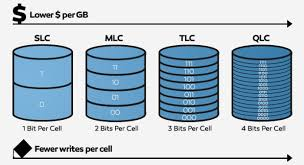 $ Lower $ per GB
SLC
MLC
TLC
QLC
1
0
11
10
01
00
111
110
101
100
011
010
001
000
1 Bits Per Cell
2 Bits Per Cell
3 Bits Per Cell
4 Bits Per Cell
Fewer writes per cell